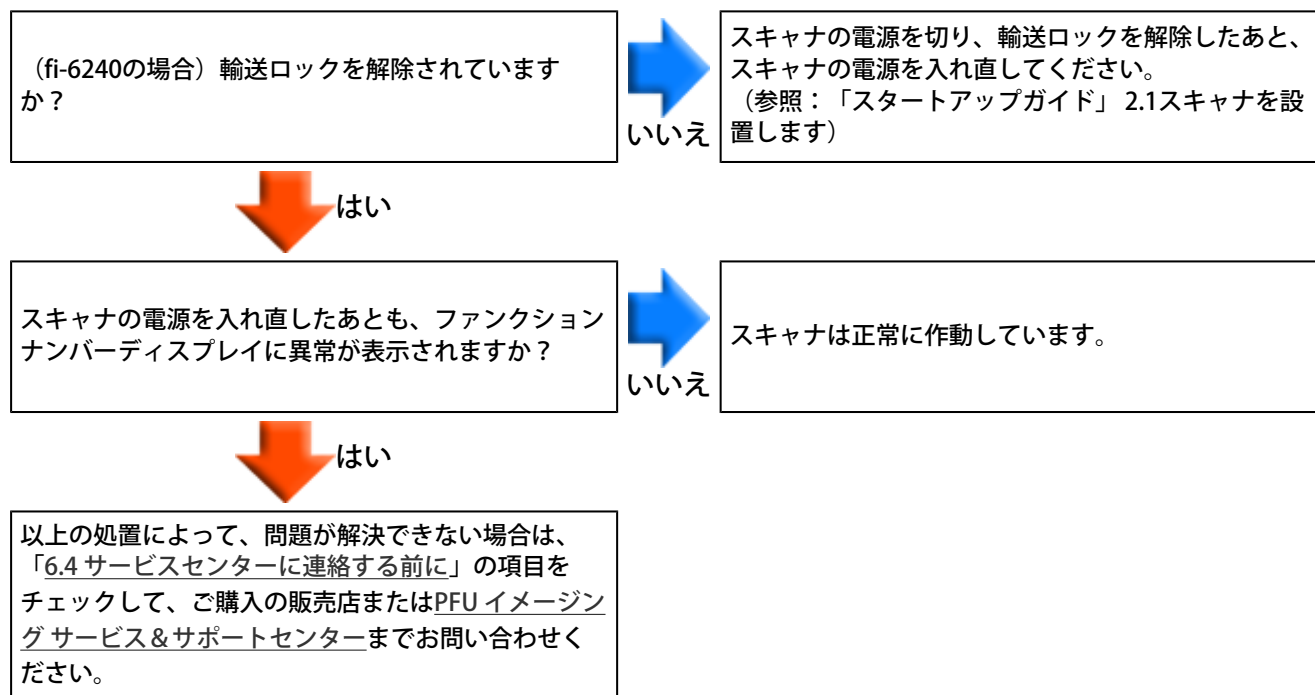 （fi-6240の場合）輸送ロックを解除されています
か？
いいえ
スキャナの電源を切り、輸送ロックを解除したあと、
スキャナの電源を入れ直してください。
（参照：「スタートアップガイド」 2.1スキャナを設
置します）
はい
スキャナの電源を入れ直したあとも、ファンクション
ナンバーディスプレイに異常が表示されますか？
いいえ
スキャナは正常に作動しています。
はい
以上の処置によって、問題が解決できない場合は、
「6.4 サービスセンターに連絡する前に」の項目を
チェックして、ご購入の販売店またはPFU イメージン
グ サービス＆サポートセンターまでお問い合わせく
ださい。